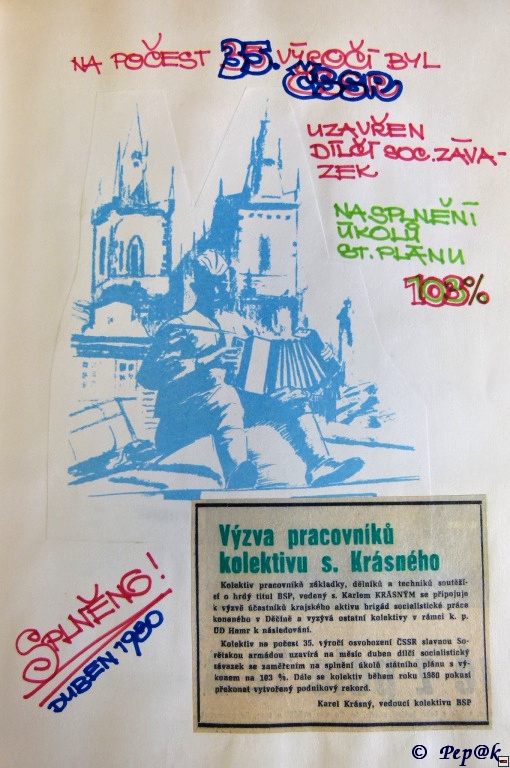 NA POČEST 35. VÝROČÍ BYL
ČSSR
UZAVŘEN
DÍLČÍ SOC. ZÁVA-
ZEK
NA SPLNĚNÍ
ÚKOLŮ
ST. PLÁNU
103%
Výzva pracovníků
kolektivu s. Krásného
Kolektiv pracovníků základky, dělníků a techniků soutěží-
cí o hrdý titul BSP, vedený s. Karlem KRÁSNÝM se připojuje
k výzvě účastníků krajského aktivu brigád socialistické práce
konaného v Děčíně a vyzývá ostatní kolektivy v rámci k. p.
ÚD Hamr k následování.
Kolektiv na počest 35. výročí osvobození ČSSR slavnou So-
větskou armádou uzavírá na měsíc duben dílčí socialistický
závazek se zaměřením na splnění úkolů státního plánu s vý-
konem na 103 %. Dále se kolektiv během roku 1980 pokusí
překonat vytvořený podnikový rekord.
Karel Krásný, vedoucí kolektivu BSP
SPLNĚNO!
DUBEN 1980
© Pep@k